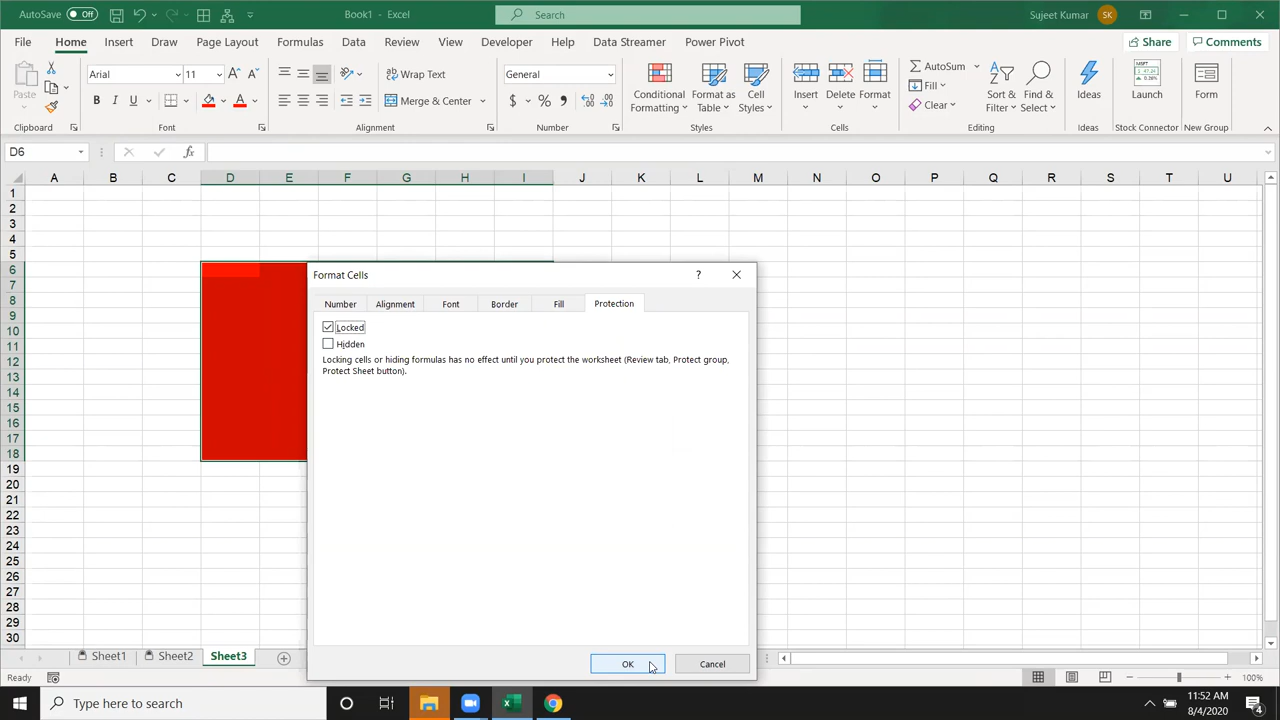 AutoSave Off Book1 - Excel Search Sujeet Kumar SK
File Home Insert Draw Page Layout Formulas Data Review View Developer Help Data Streamer Power Pivot Share Comments
Arial 11 A A Wrap Text General AutoSum
Paste B I U A Merge & Center $ % Conditional Formatting Format as Table Cell Styles Insert Delete Format Fill Clear Sort & Filter Find & Select Ideas Launch Form
Clipboard Font Alignment Number Styles Cells Editing Ideas Stock Connector New Group
D6 fx
A B C D E F G H I J K L M N O P Q R S T U
1
2
3
4
5
6
Format Cells ?
7
8
Number Alignment Font Border Fill Protection
9
Locked
10
Hidden
11
Locking cells or hiding formulas has no effect until you protect the worksheet (Review tab, Protect group,
12
Protect Sheet button).
13
14
15
16
17
18
19
20
21
22
23
24
25
26
27
28
29
30
Sheet1 Sheet2 Sheet3
OK Cancel
Ready 100%
Type here to search 11:52 AM
8/4/2020 4